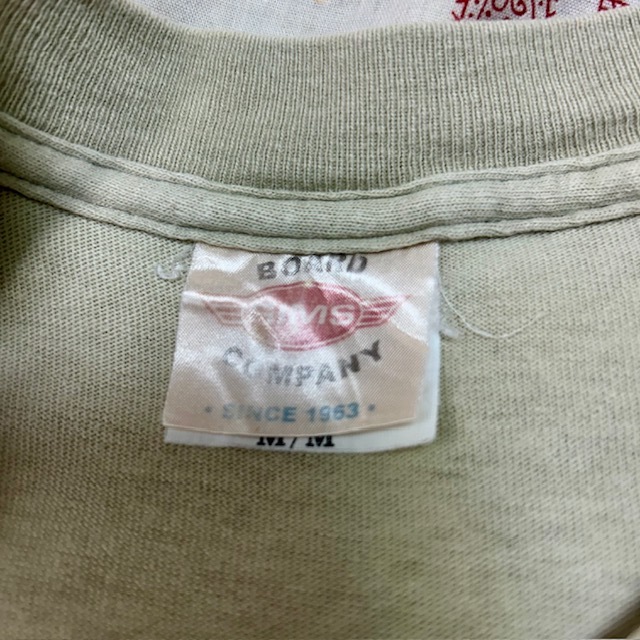 BOARD
SIMS
COMPANY
• SINCE 1963 •
M/M